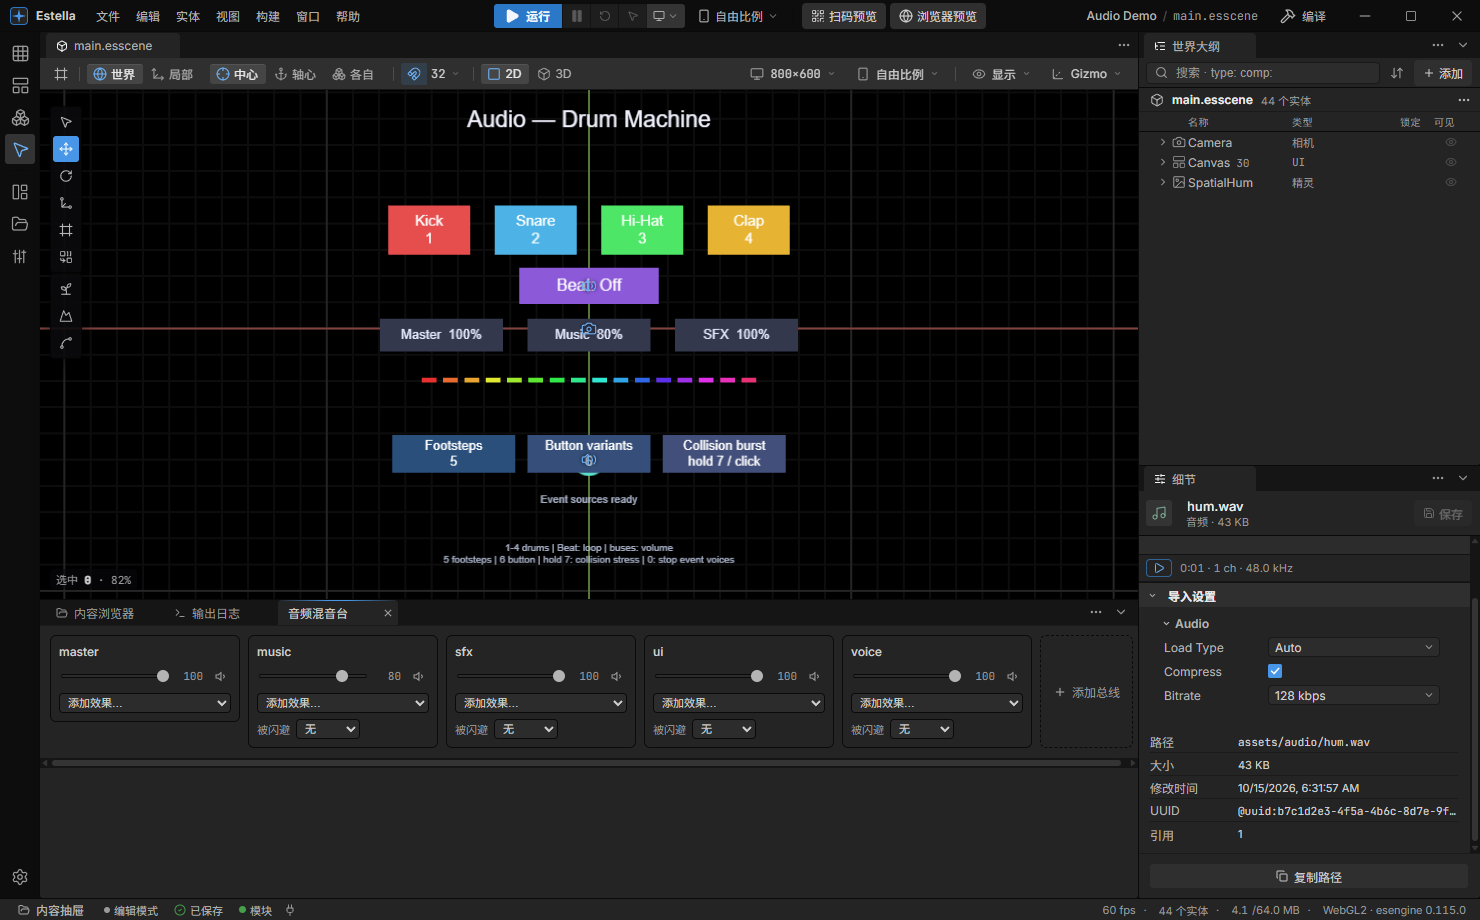 Estella 文件 编辑 实体 视图 构建 窗口 帮助 运行 自由比例 扫码预览 浏览器预览 Audio Demo / main.esscene 编译
main.esscene
世界 局部 中心 轴心 各自 32 2D 3D 800×600 自由比例 显示 Gizmo
Audio — Drum Machine
Kick
1
Snare
2
Hi-Hat
3
Clap
4
Beat: Off
Master 100%
Music 80%
SFX 100%
Footsteps
5
Button variants
6
Collision burst
hold 7 / click
Event sources ready
1-4 drums | Beat: loop | buses: volume
5 footsteps | 6 button | hold 7: collision stress | 0: stop event voices
选中 0 · 82%
内容浏览器 输出日志 音频混音台
master
100
添加效果...
music
80
添加效果...
被闪避 无
sfx
100
添加效果...
被闪避 无
ui
100
添加效果...
被闪避 无
voice
100
添加效果...
被闪避 无
添加总线
世界大纲
搜索 · type: comp: 添加
main.esscene 44 个实体
名称 类型 锁定 可见
Camera 相机
Canvas 30 UI
SpatialHum 精灵
细节
hum.wav
音频 · 43 KB
保存
0:01 · 1 ch · 48.0 kHz
导入设置
Audio
Load Type Auto
Compress
Bitrate 128 kbps
路径 assets/audio/hum.wav
大小 43 KB
修改时间 10/15/2026, 6:31:57 AM
UUID @uuid:b7c1d2e3-4f5a-4b6c-8d7e-9f…
引用 1
复制路径
内容抽屉 编辑模式 已保存 模块 60 fps · 44 个实体 · 4.1 /64.0 MB · WebGL2 · esengine 0.115.0